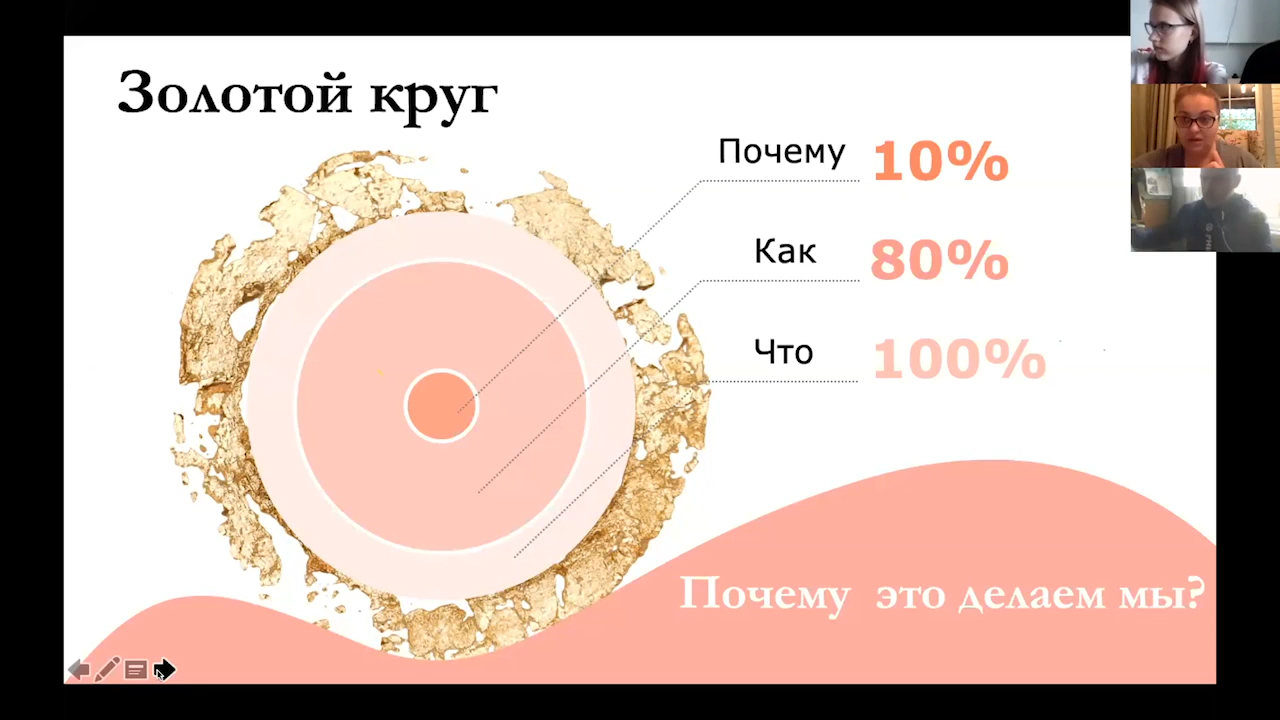 Золотой круг
Почему 10%
Как 80%
Что 100%
Почему это делаем мы?